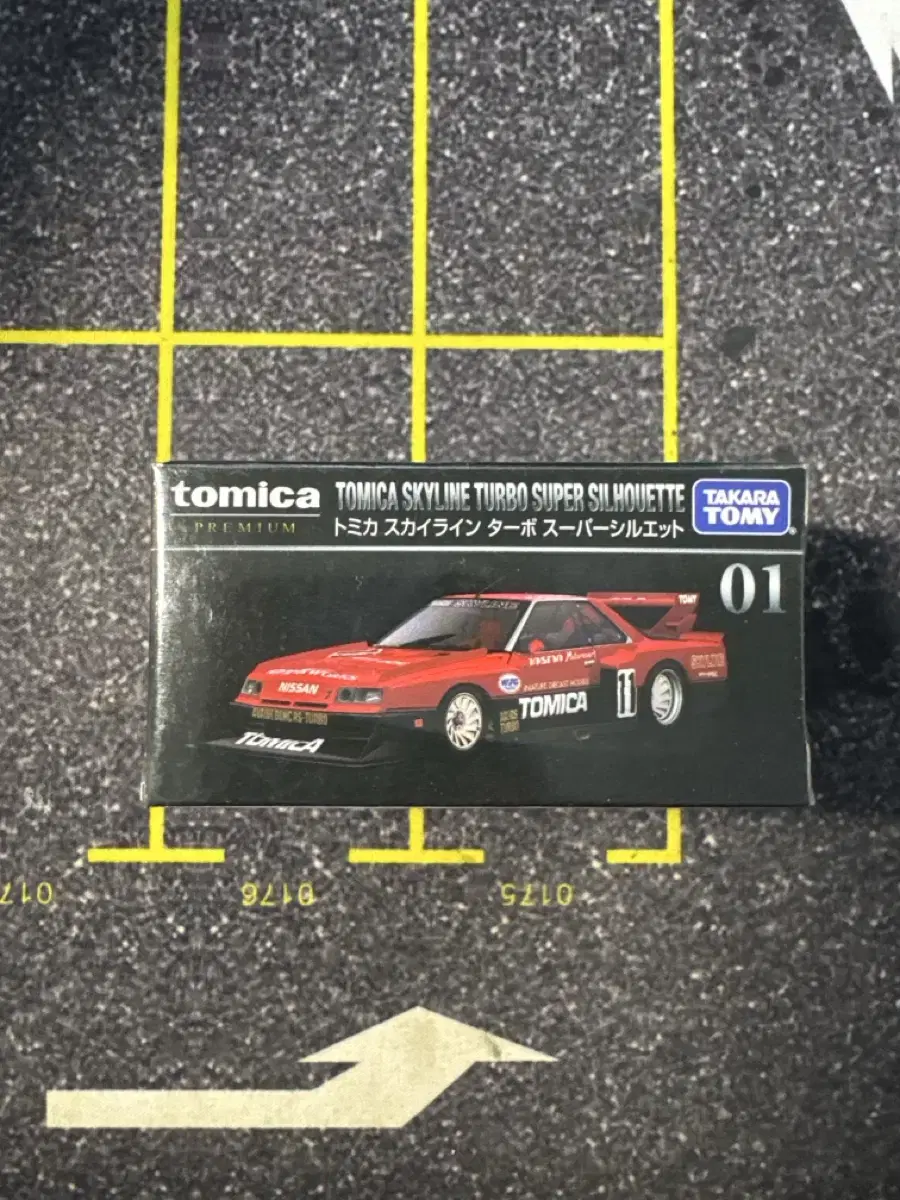 tomica
PREMIUM
TOMICA SKYLINE TURBO SUPER SILHOUETTE
トミカ スカイライン ターボ スーパーシルエット
TAKARA
TOMY
01
TOMY
NISSAN
TOMICA
11
TOMICA
0176
0175